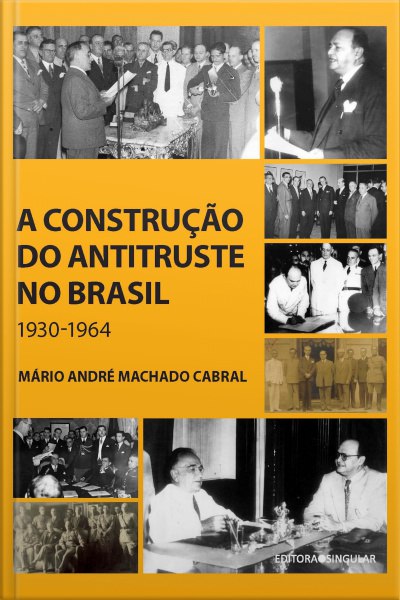 A CONSTRUÇÃO
DO ANTITRUSTE
NO BRASIL
1930-1964
MÁRIO ANDRÉ MACHADO CABRAL
EDITORA SINGULAR